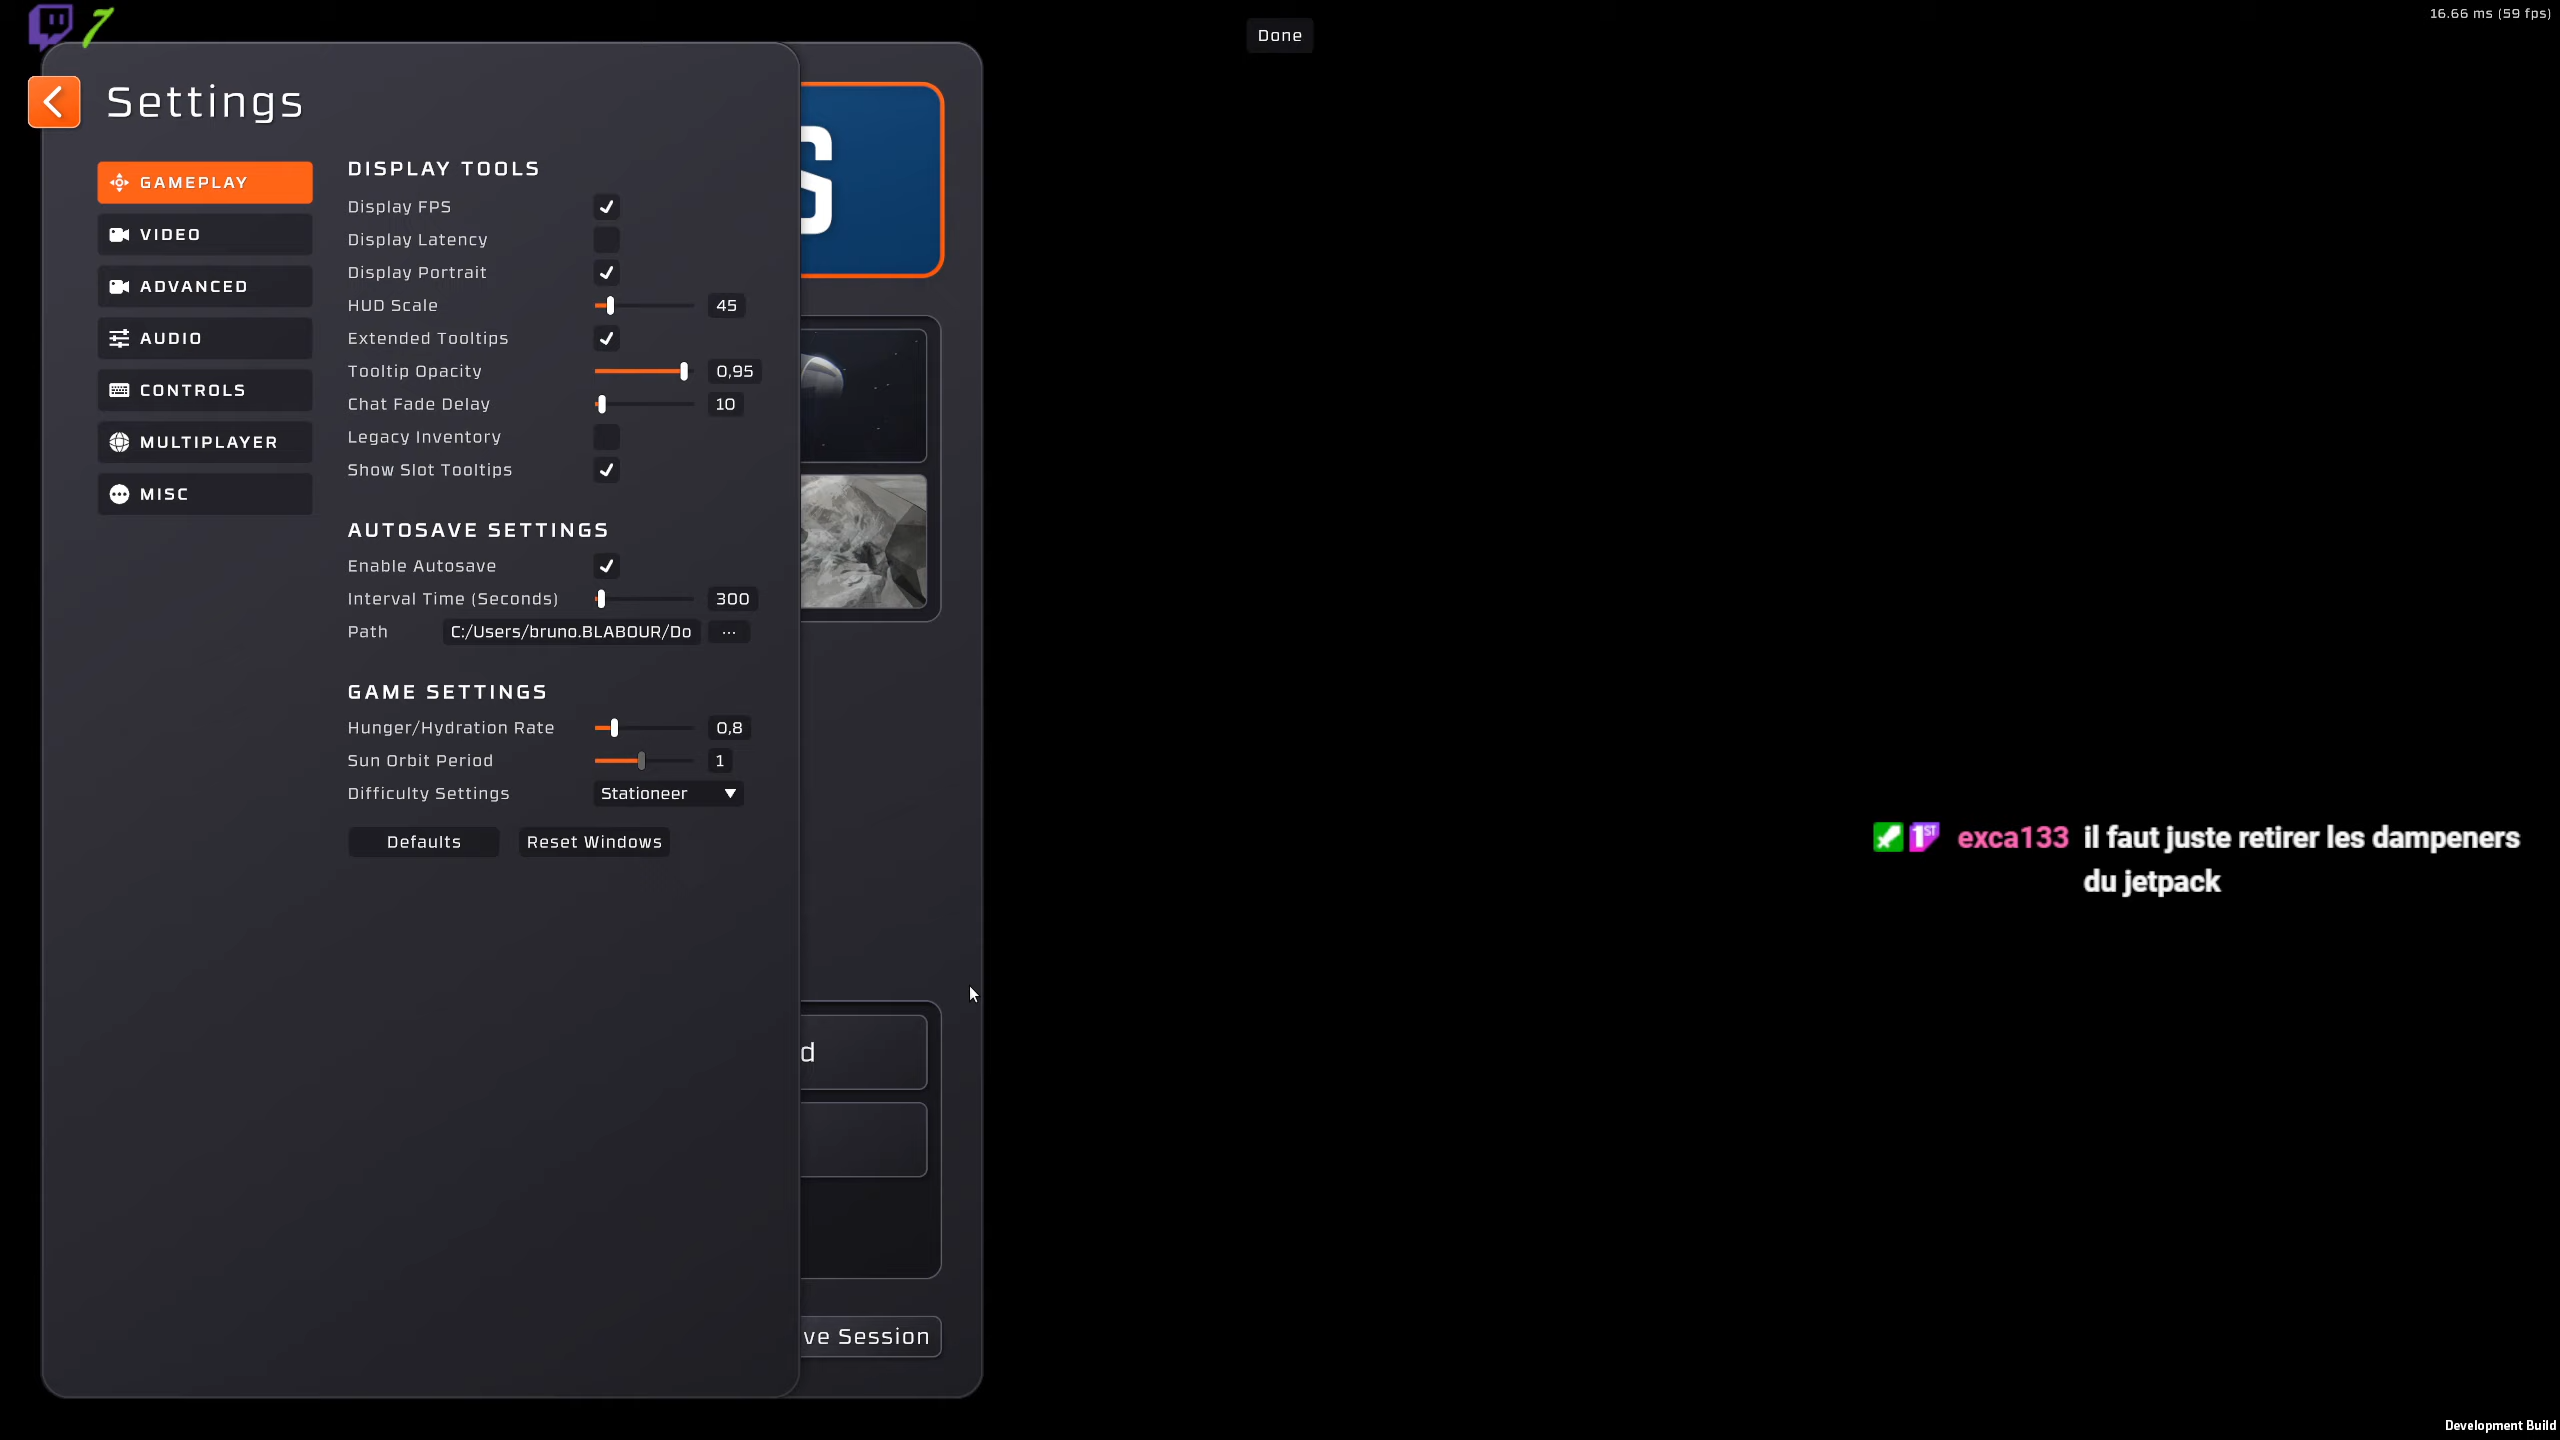 7
Done
16.66 ms (59 fps)
Settings
S
GAMEPLAY
VIDEO
ADVANCED
AUDIO
CONTROLS
MULTIPLAYER
MISC
DISPLAY TOOLS
Display FPS
Display Latency
Display Portrait
HUD Scale 45
Extended Tooltips
Tooltip Opacity 0,95
Chat Fade Delay 10
Legacy Inventory
Show Slot Tooltips
AUTOSAVE SETTINGS
Enable Autosave
Interval Time (Seconds) 300
Path C:/Users/bruno.BLABOUR/Do ...
GAME SETTINGS
Hunger/Hydration Rate 0,8
Sun Orbit Period 1
Difficulty Settings Stationeer
Defaults Reset Windows
d
ve Session
1ST exca133 il faut juste retirer les dampeners
du jetpack
Development Build